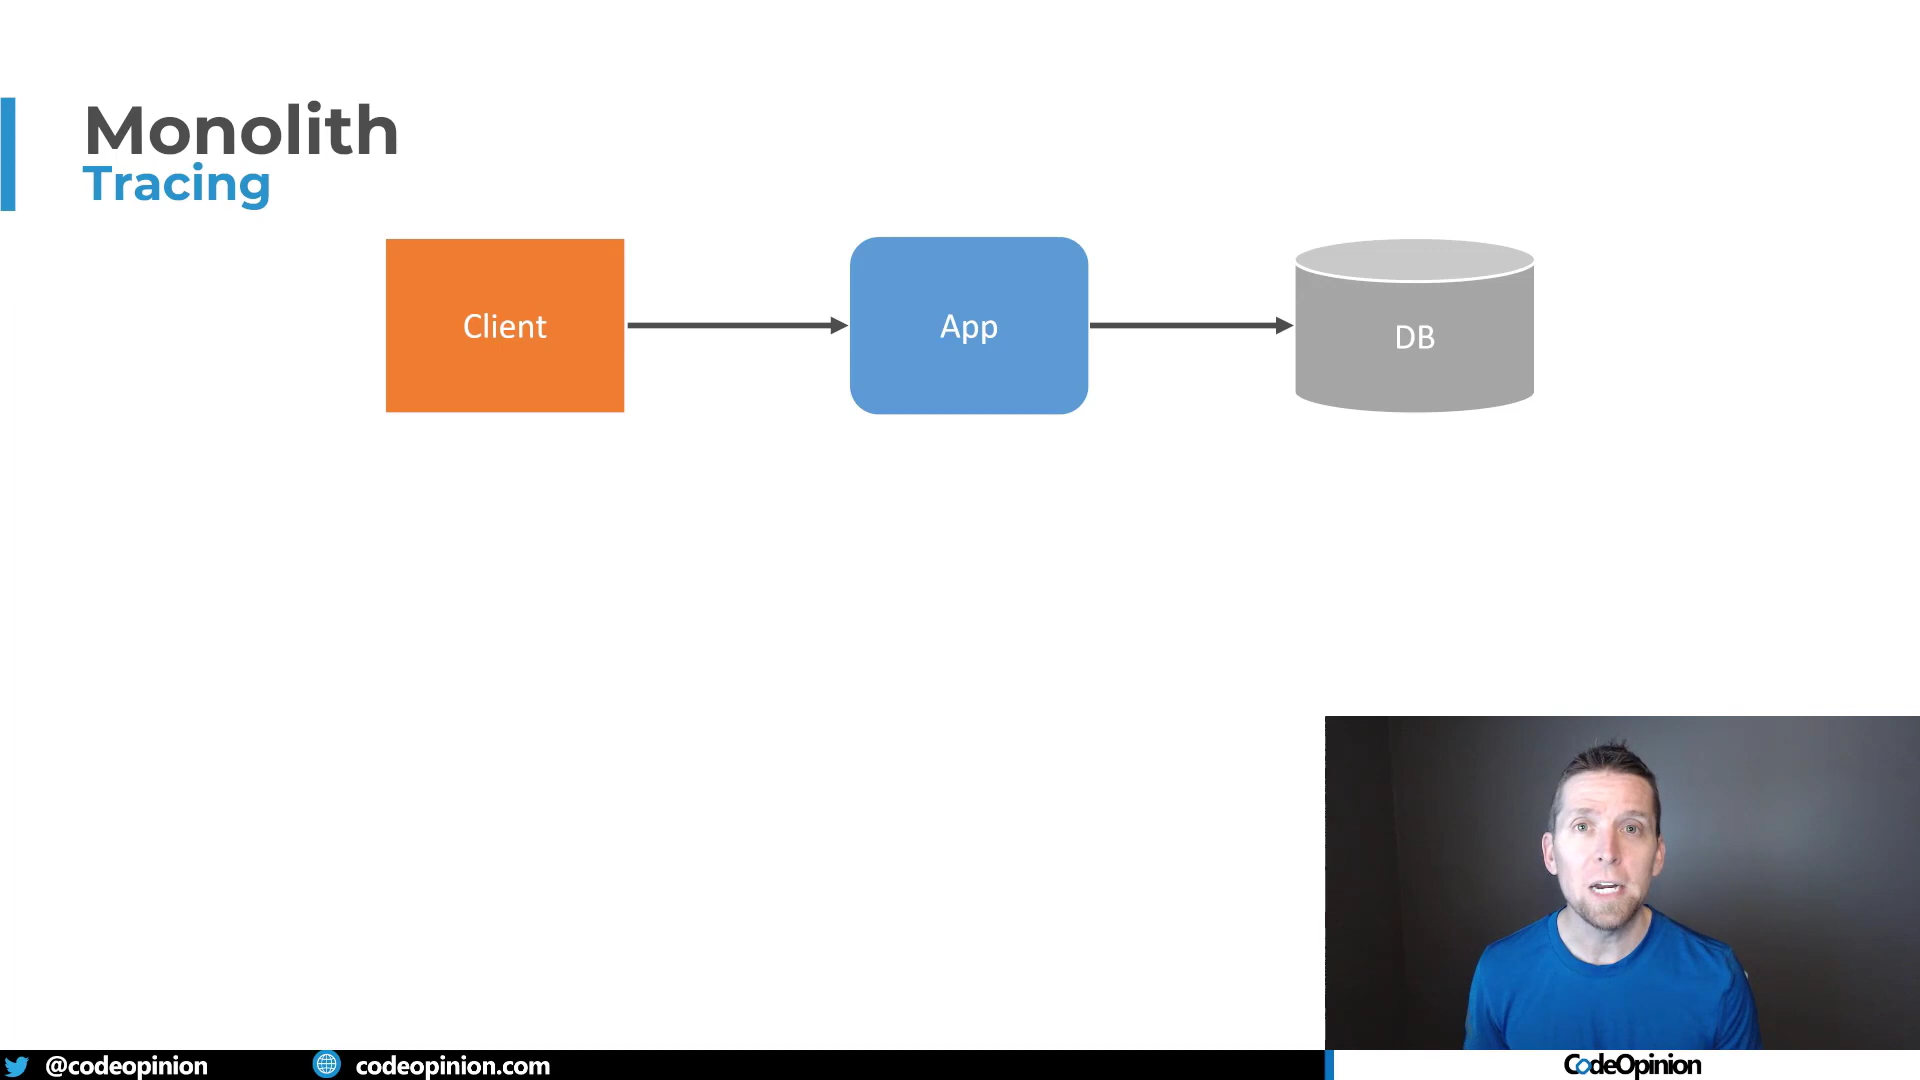 Monolith
Tracing
Client
App
DB
@codeopinion
codeopinion.com
CodeOpinion